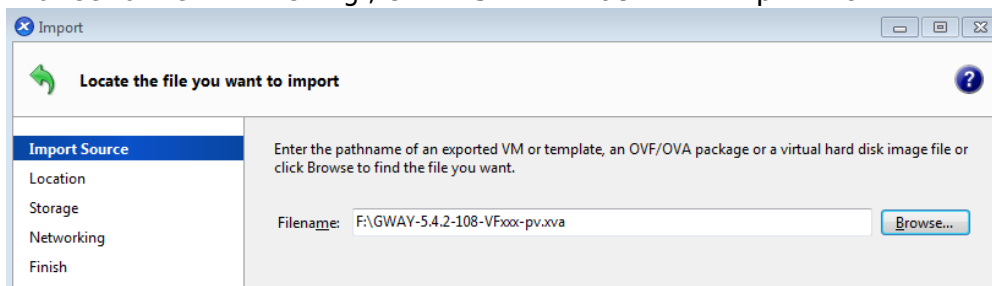 Import
Locate the file you want to import
Import Source
Location
Storage
Networking
Finish
Enter the pathname of an exported VM or template, an OVF/OVA package or a virtual hard disk image file or
click Browse to find the file you want.
Filename: F:\GWAY-5.4.2-108-VFxxx-pv.xva Browse...